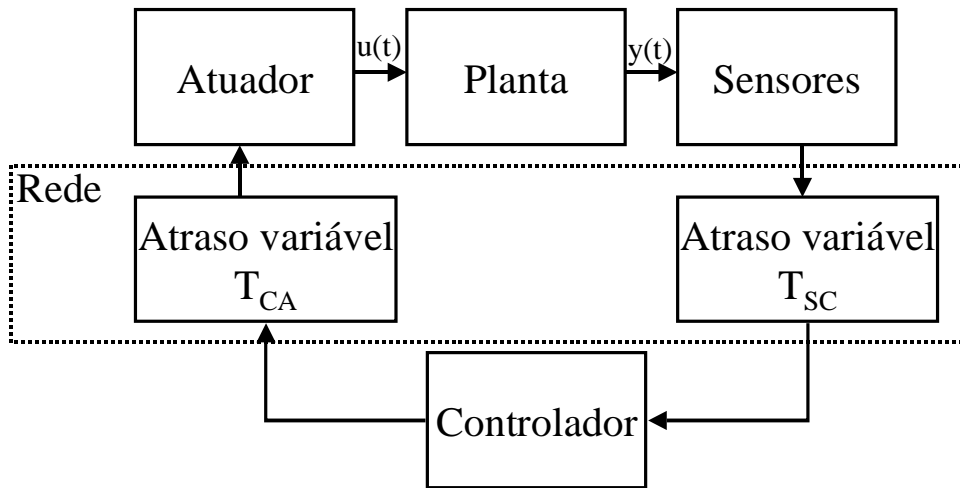 u(t)
y(t)
Atuador
Planta
Sensores
Rede
Atraso variável
T_CA
Atraso variável
T_SC
Controlador